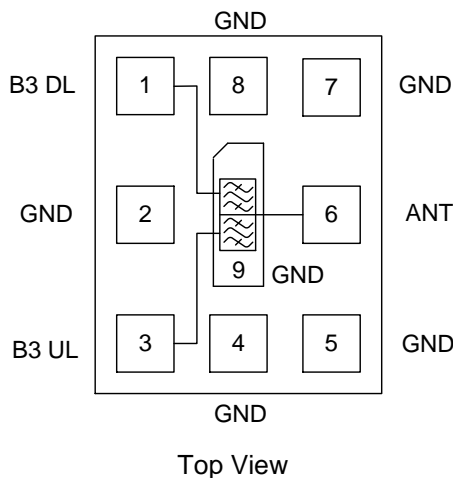 GND
B3 DL
1
8
7
GND
GND
2
6
ANT
9
GND
B3 UL
3
4
5
GND
GND
Top View